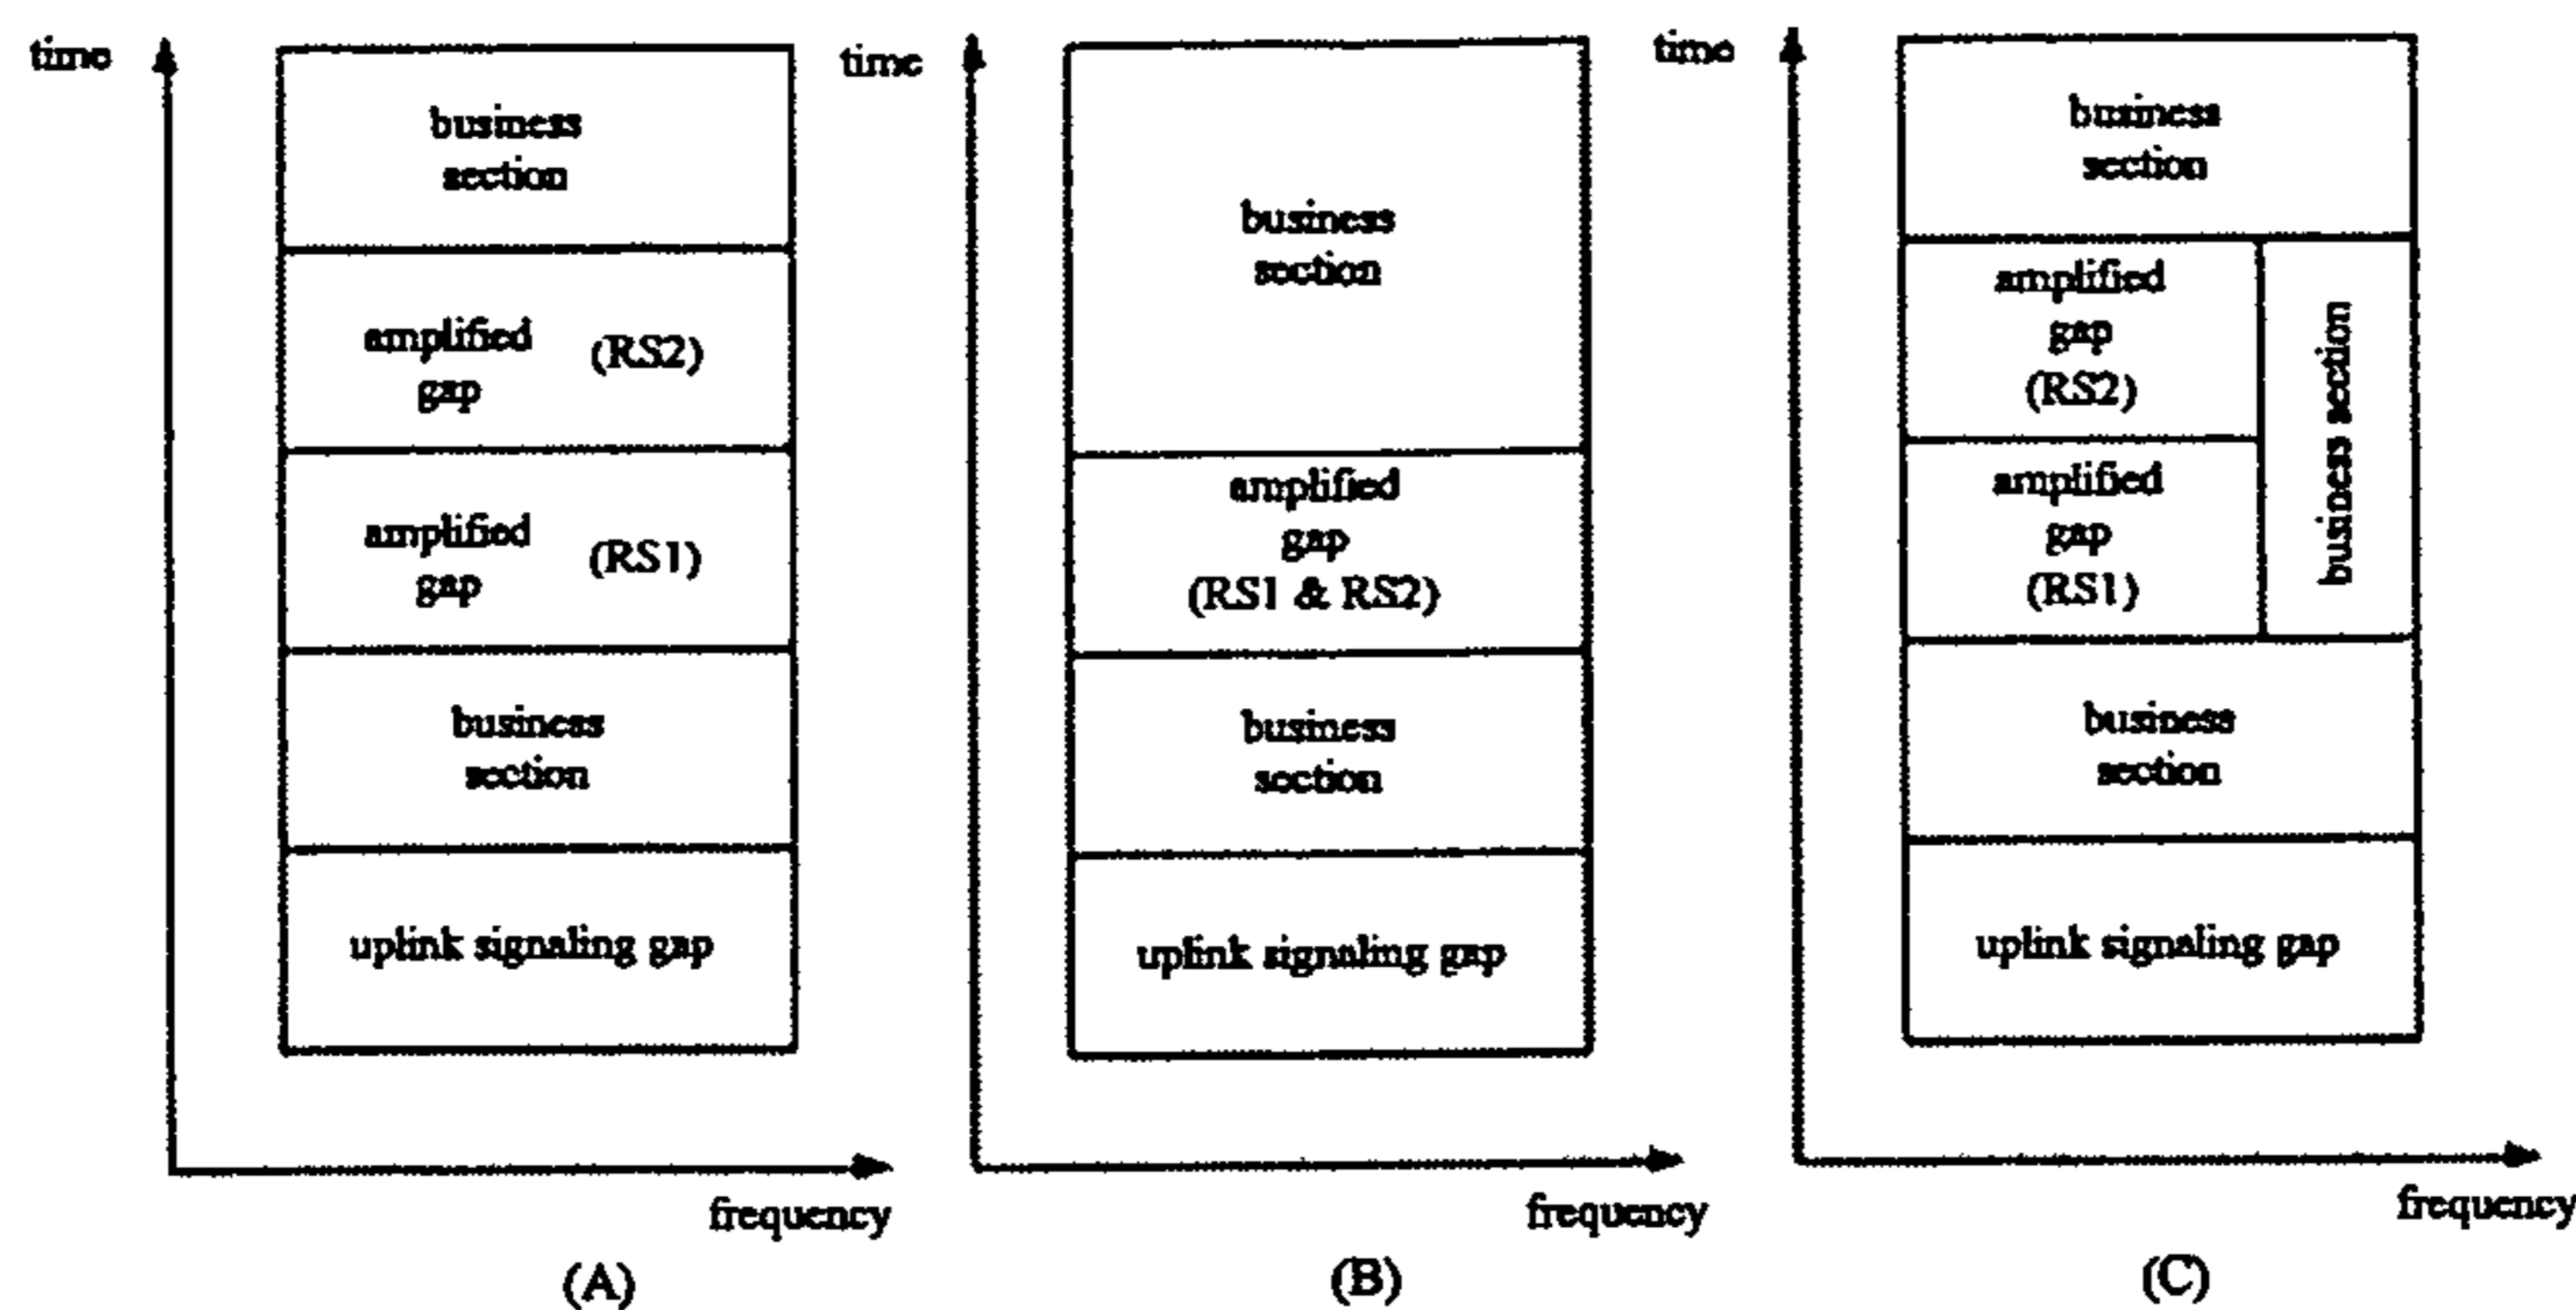 time
business
section
amplified
gap
(RS2)
amplified
gap
(RS1)
business
section
uplink signaling gap
frequency
(A)
time
business
section
amplified
gap
(RS1 & RS2)
business
section
uplink signaling gap
frequency
(B)
time
business
section
amplified
gap
(RS2)
amplified
gap
(RS1)
business section
business
section
uplink signaling gap
frequency
(C)